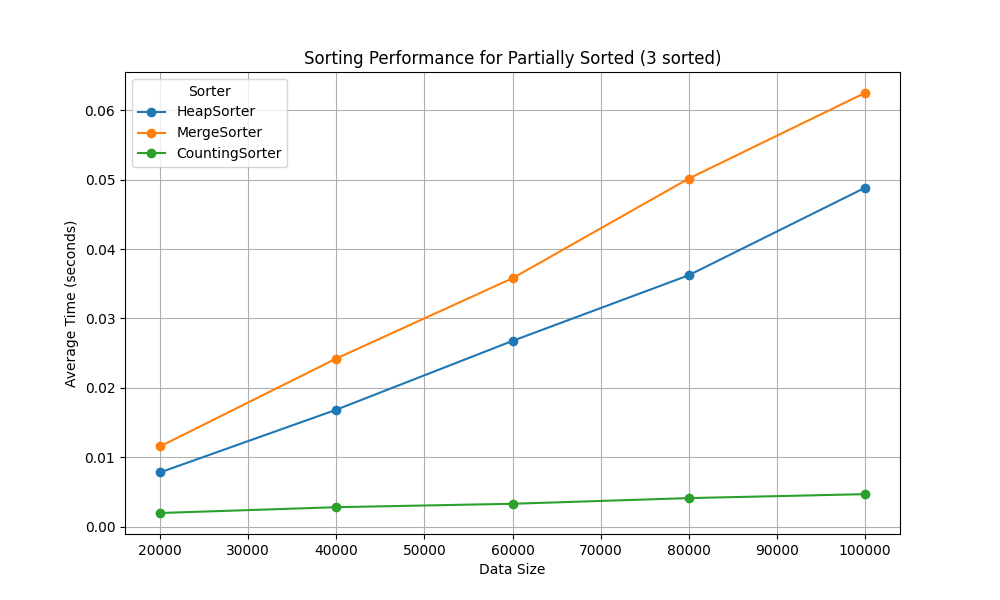 Sorting Performance for Partially Sorted (3 sorted)
Sorter
HeapSorter
MergeSorter
CountingSorter
Average Time (seconds)
0.06
0.05
0.04
0.03
0.02
0.01
0.00
20000 30000 40000 50000 60000 70000 80000 90000 100000
Data Size